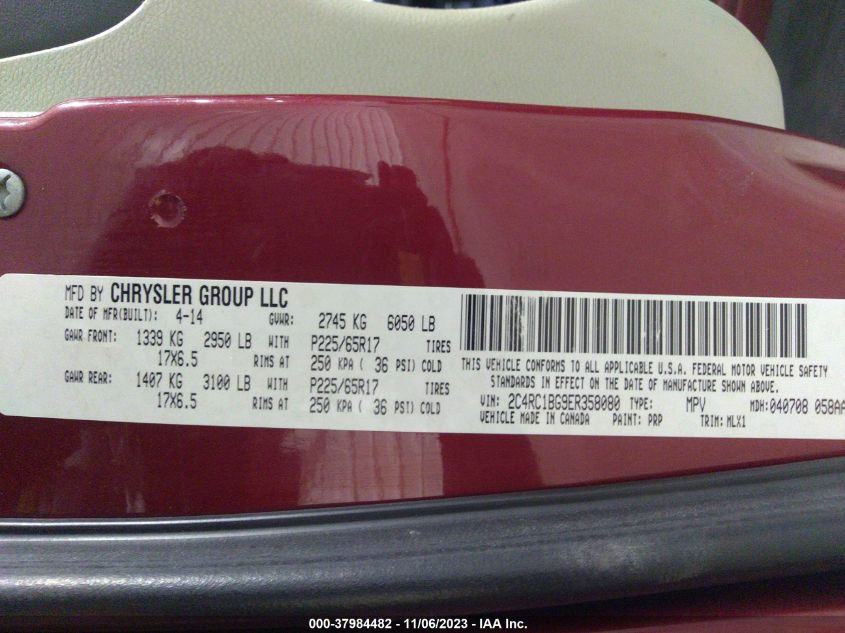 MFD BY CHRYSLER GROUP LLC
DATE OF MFR(BUILT): 4-14 GVWR: 2745 KG 6050 LB
GAWR FRONT: 1339 KG 2950 LB WITH P225/65R17 TIRES
17X6.5 RIMS AT 250 KPA ( 36 PSI) COLD
GAWR REAR: 1407 KG 3100 LB WITH P225/65R17 TIRES
17X6.5 RIMS AT 250 KPA ( 36 PSI) COLD
THIS VEHICLE CONFORMS TO ALL APPLICABLE U.S.A. FEDERAL MOTOR VEHICLE SAFETY
STANDARDS IN EFFECT ON THE DATE OF MANUFACTURE SHOWN ABOVE.
VIN: 2C4RC1BG9ER358080 TYPE: MPV MDH: 040708 058AA
VEHICLE MADE IN CANADA PAINT: PRP TRIM: MLX1
000-37984482 - 11/06/2023 - IAA Inc.